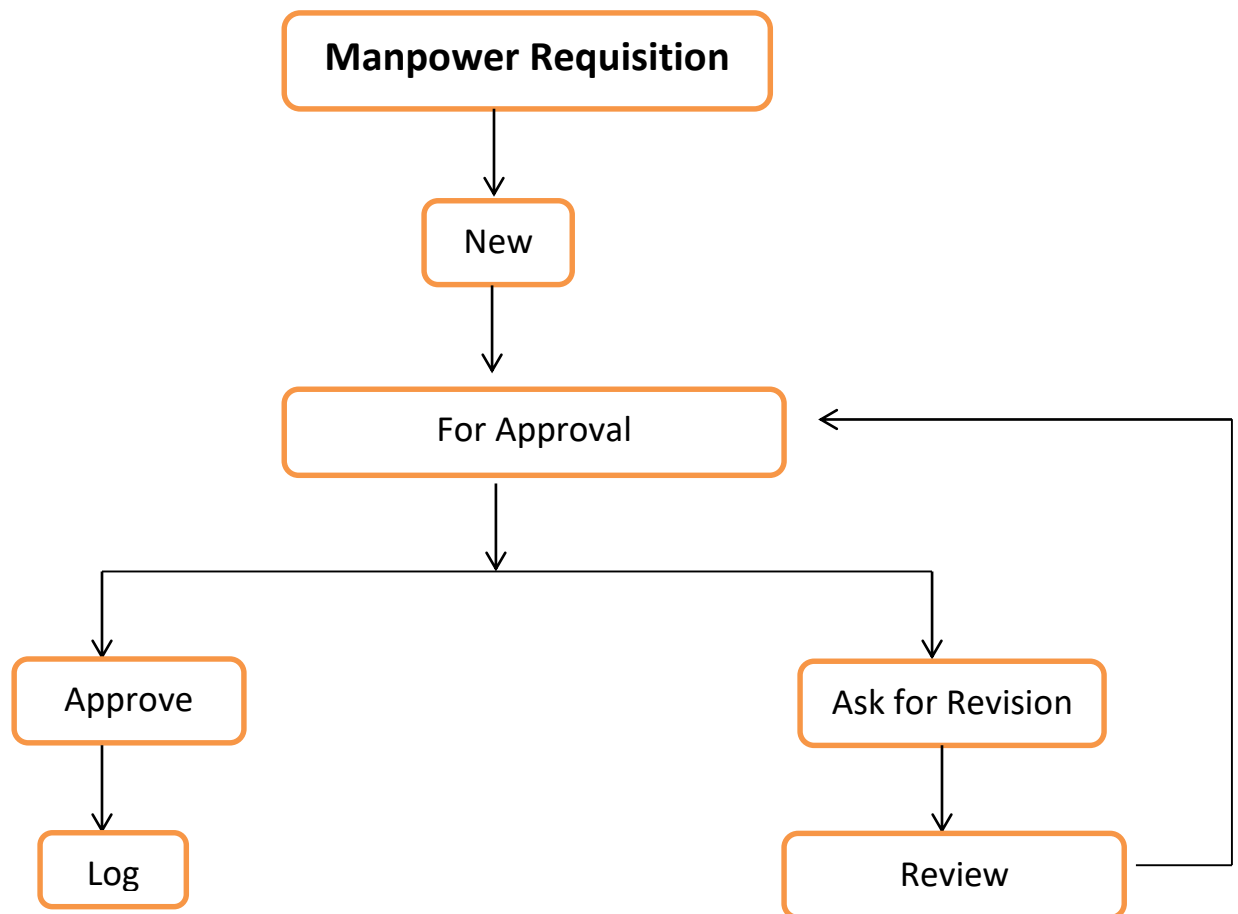 Manpower Requisition
New
For Approval
Approve
Ask for Revision
Log
Review